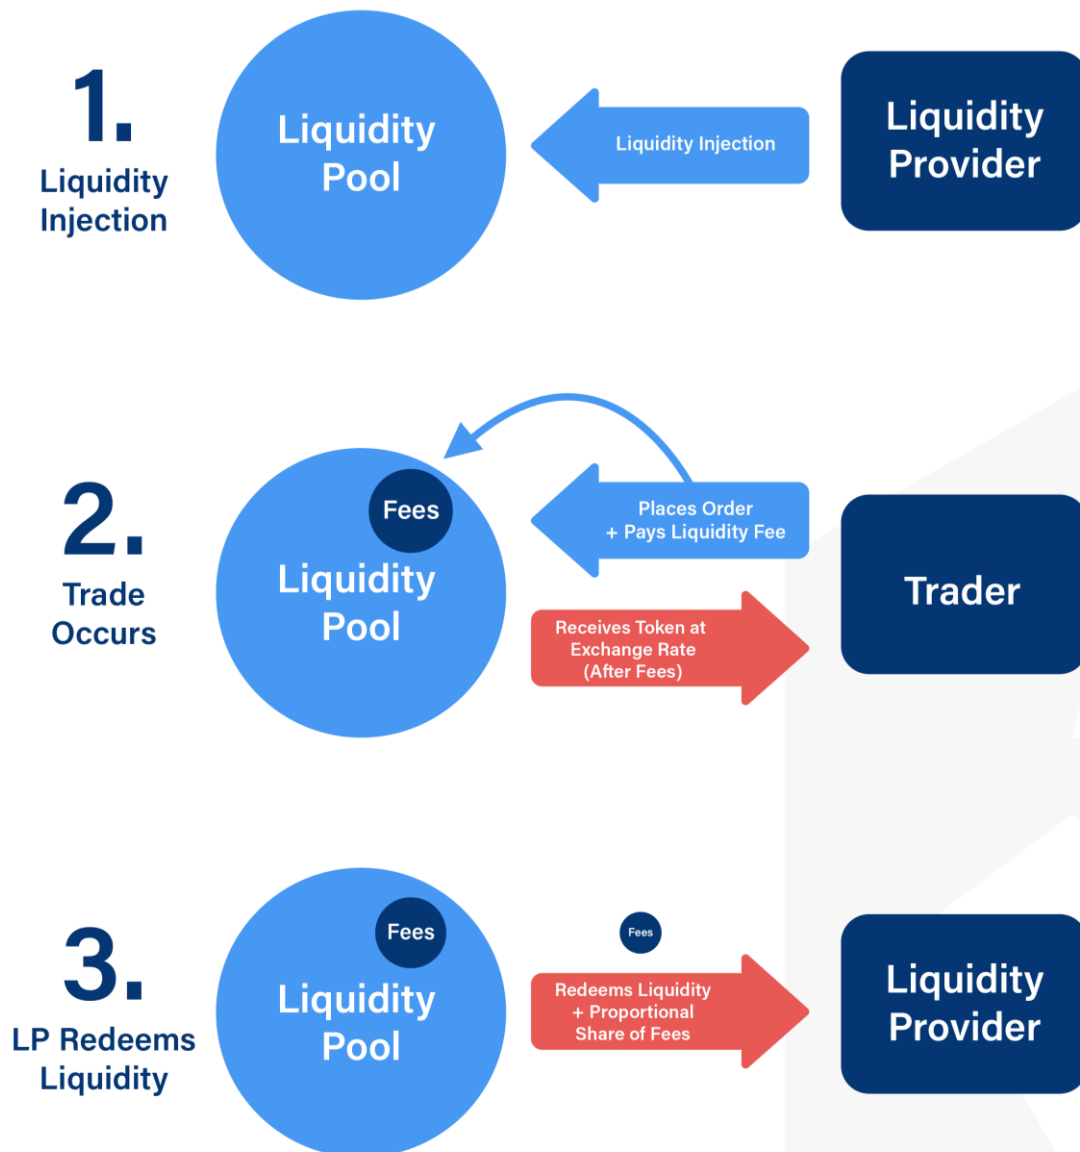 1.
Liquidity
Injection
Liquidity
Pool
Liquidity Injection
Liquidity
Provider
2.
Trade
Occurs
Fees
Liquidity
Pool
Places Order
+ Pays Liquidity Fee
Receives Token at
Exchange Rate
(After Fees)
Trader
3.
LP Redeems
Liquidity
Fees
Liquidity
Pool
Fees
Redeems Liquidity
+ Proportional
Share of Fees
Liquidity
Provider